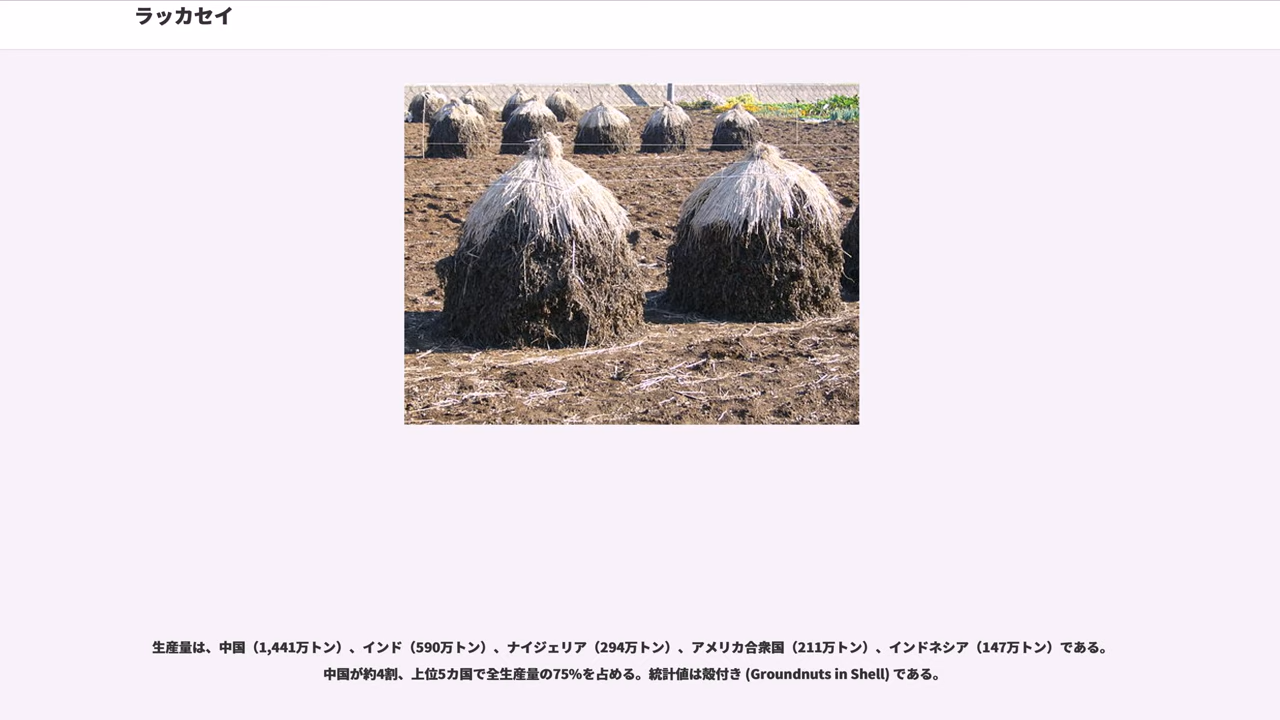 ラッカセイ
生産量は、中国（1,441万トン）、インド（590万トン）、ナイジェリア（294万トン）、アメリカ合衆国（211万トン）、インドネシア（147万トン）である。
中国が約4割、上位5カ国で全生産量の75%を占める。統計値は殻付き (Groundnuts in Shell) である。